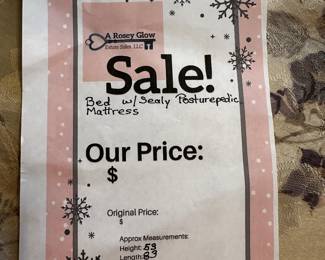 A Rosey Glow
Estate Sales, LLC
Sale!
Bed w/ Sealy Posturepedic
Mattress
Our Price:
$
Original Price:
$
Approx Measurements:
Height: 53
Length: 83